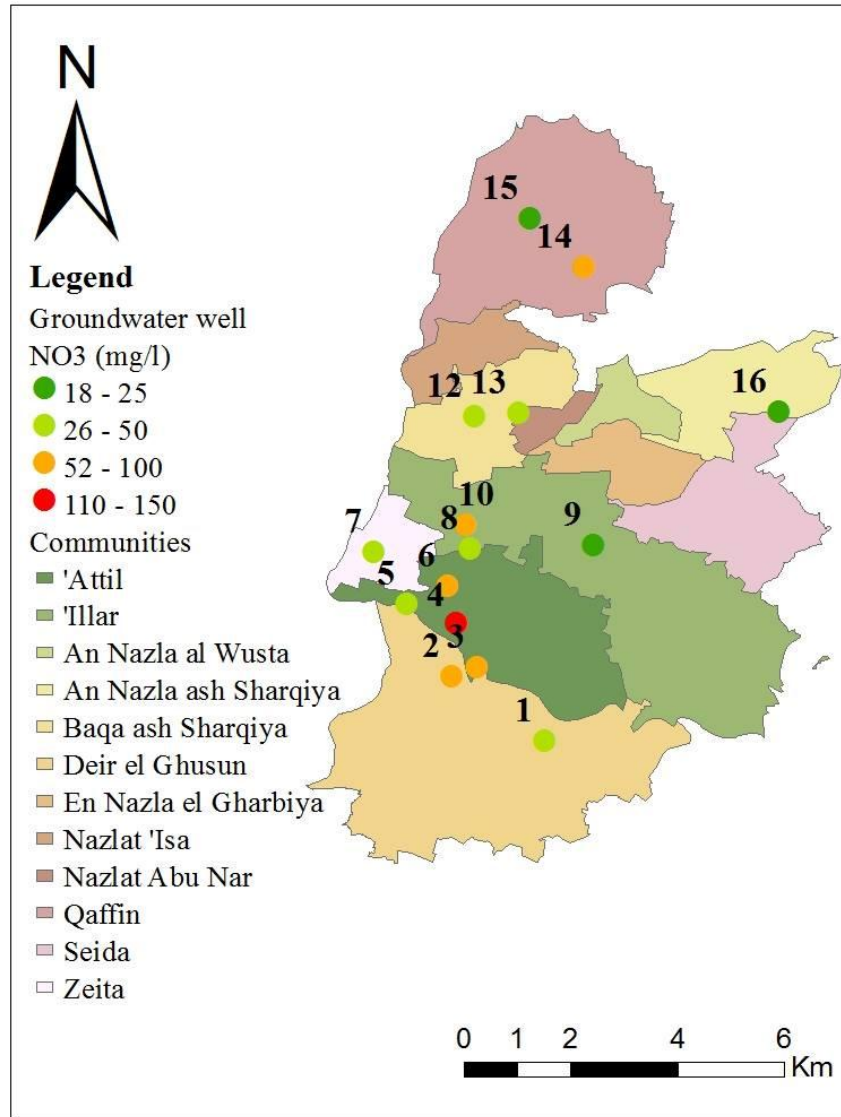 N
Legend
Groundwater well
NO3 (mg/l)
18 - 25
26 - 50
52 - 100
110 - 150
Communities
'Attil
'Illar
An Nazla al Wusta
An Nazla ash Sharqiya
Baqa ash Sharqiya
Deir el Ghusun
En Nazla el Gharbiya
Nazlat 'Isa
Nazlat Abu Nar
Qaffin
Seida
Zeita
15
14
16
12 13
10
8
9
7
6
5
4
3
2
1
0 1 2 4 6
Km